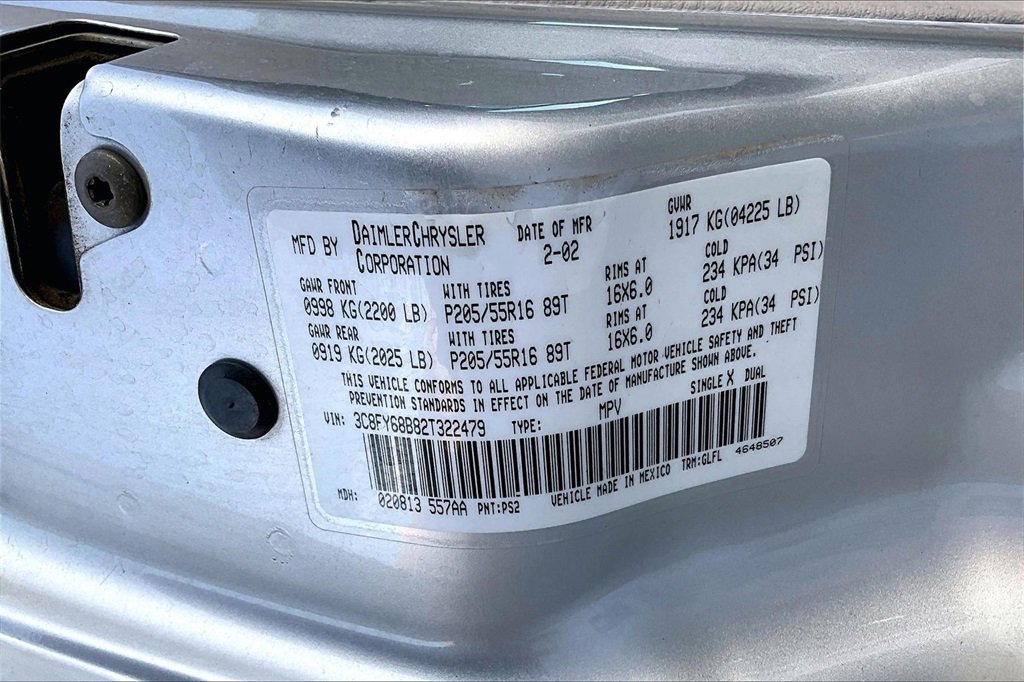 MFD BY DAIMLERCHRYSLER CORPORATION DATE OF MFR 2-02 GVWR 1917 KG(04225 LB)
GAWR FRONT WITH TIRES RIMS AT COLD
0998 KG(2200 LB) P205/55R16 89T 16X6.0 234 KPA(34 PSI)
GAWR REAR WITH TIRES RIMS AT COLD
0919 KG(2025 LB) P205/55R16 89T 16X6.0 234 KPA(34 PSI)
THIS VEHICLE CONFORMS TO ALL APPLICABLE FEDERAL MOTOR VEHICLE SAFETY AND THEFT
PREVENTION STANDARDS IN EFFECT ON THE DATE OF MANUFACTURE SHOWN ABOVE.
VIN: 3C8FY68B82T322479 TYPE: MPV SINGLE X DUAL
MDH: 020813 557AA PNT:PS2 VEHICLE MADE IN MEXICO TRM:GLFL 4648507